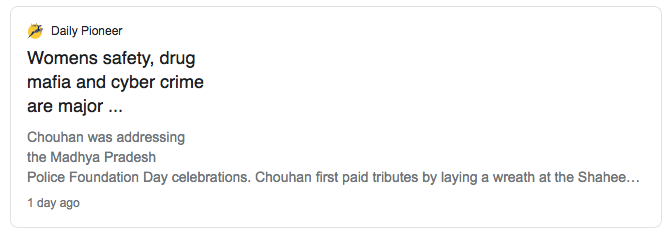 Daily Pioneer
Womens safety, drug
mafia and cyber crime
are major ...
Chouhan was addressing
the Madhya Pradesh
Police Foundation Day celebrations. Chouhan first paid tributes by laying a wreath at the Shahee...
1 day ago